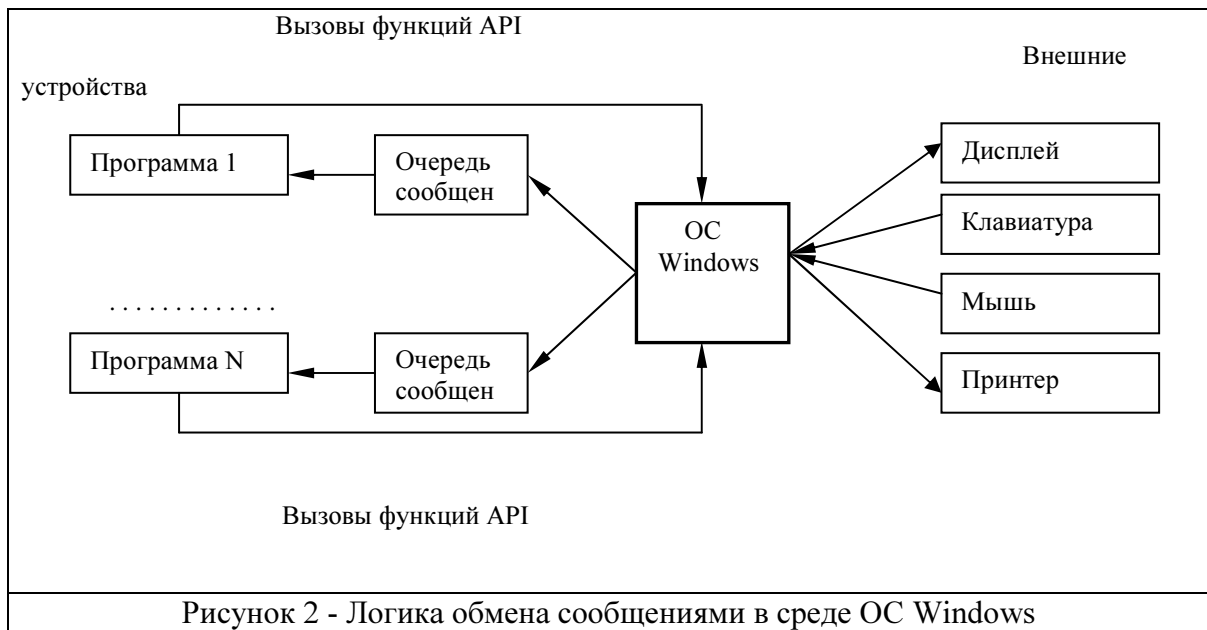 Вызовы функций API
Внешние
устройства
Программа 1
Очередь
сообщен
Дисплей
Клавиатура
ОС
Windows
Мышь
. . . . . . . . . . . . .
Программа N
Очередь
сообщен
Принтер
Вызовы функций API
Рисунок 2 - Логика обмена сообщениями в среде ОС Windows